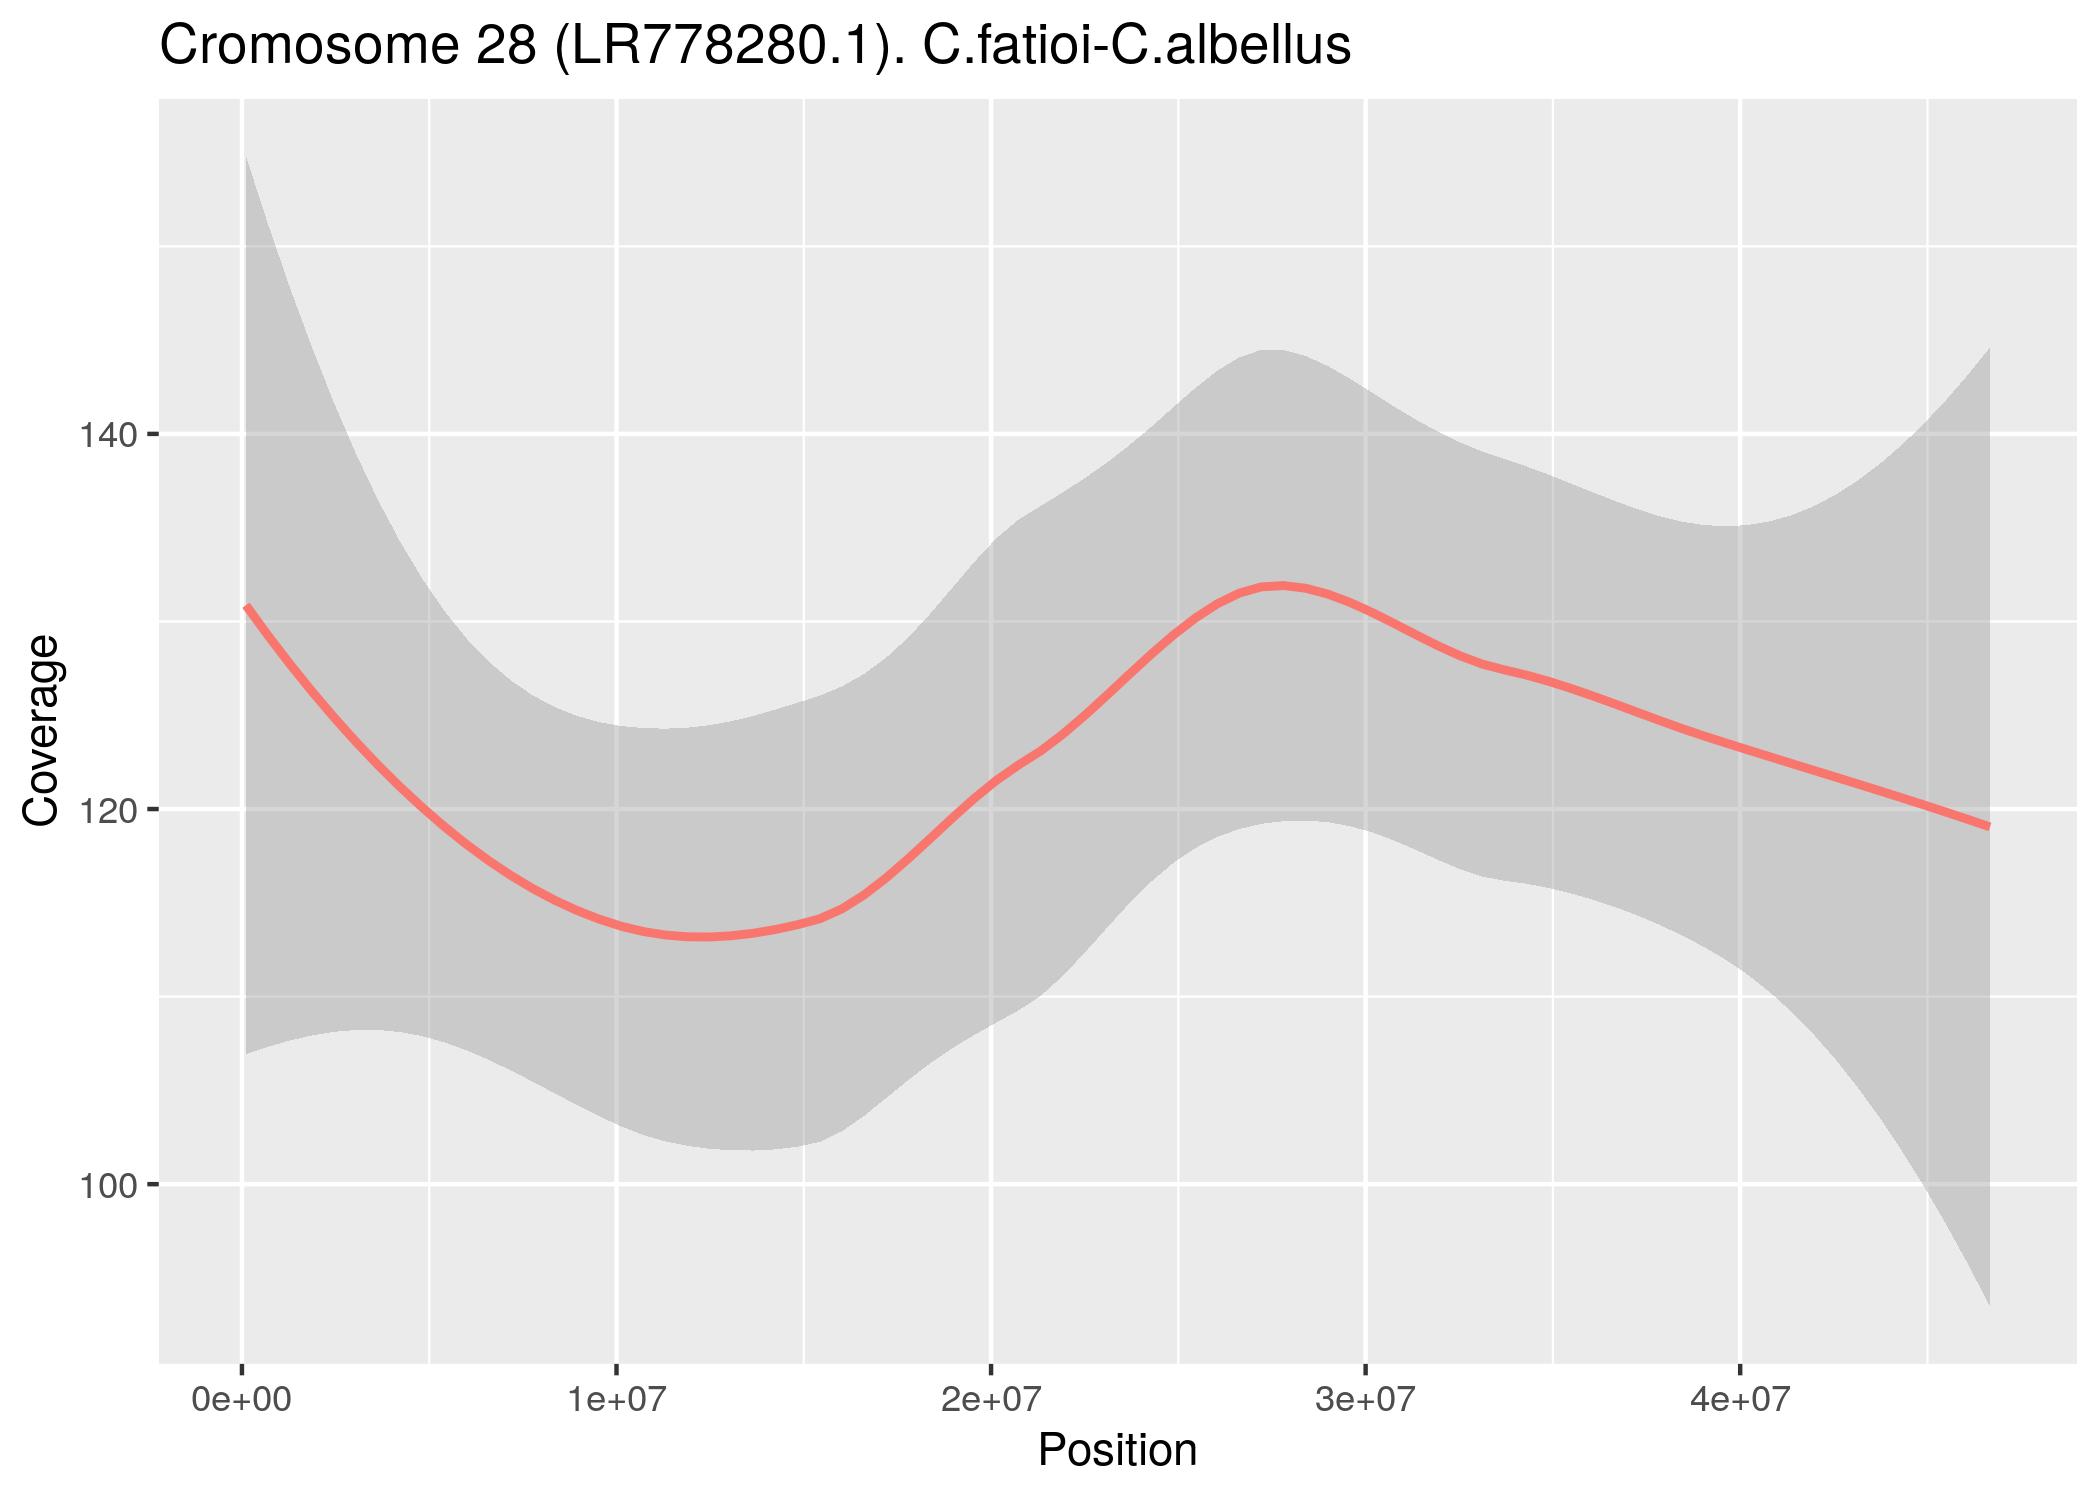 Cromosome 28 (LR778280.1). C.fatioi-C.albellus
Coverage
140
120
100
0e+00 1e+07 2e+07 3e+07 4e+07
Position